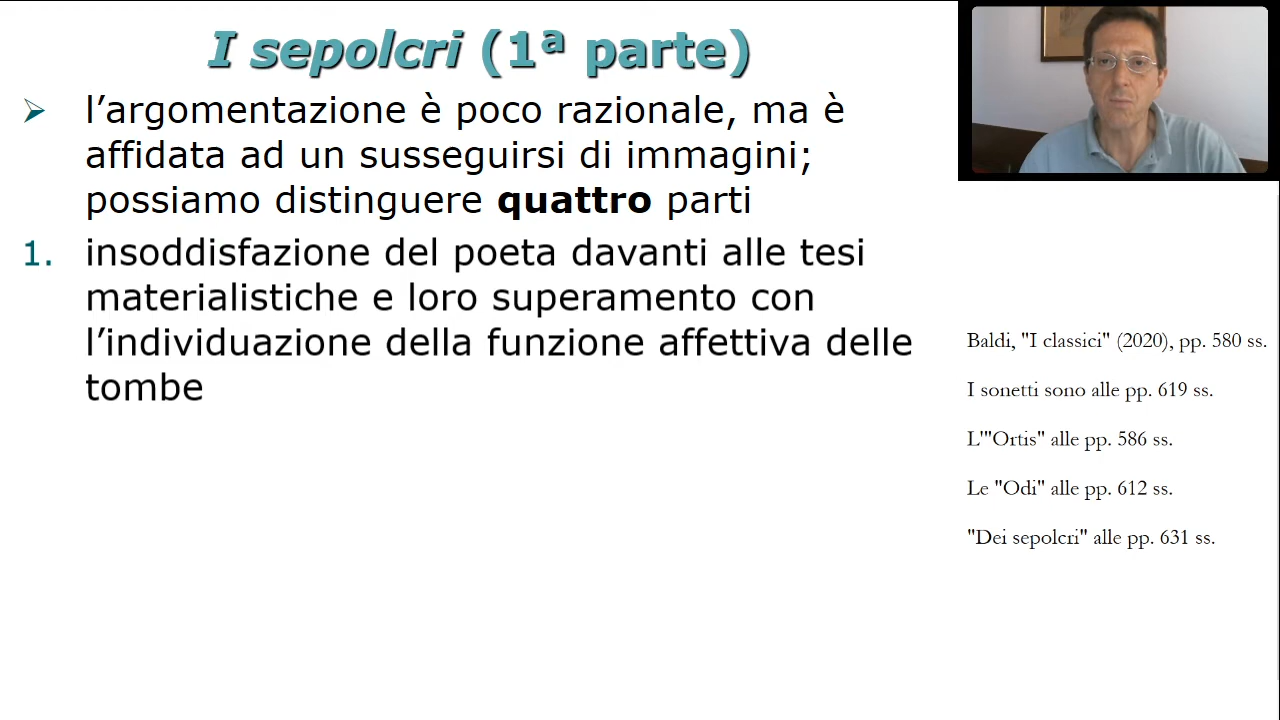 I sepolcri (1ª parte)
l’argomentazione è poco razionale, ma è
affidata ad un susseguirsi di immagini;
possiamo distinguere quattro parti
1. insoddisfazione del poeta davanti alle tesi
materialistiche e loro superamento con
l’individuazione della funzione affettiva delle
tombe
Baldi, "I classici" (2020), pp. 580 ss.
I sonetti sono alle pp. 619 ss.
L'"Ortis" alle pp. 586 ss.
Le "Odi" alle pp. 612 ss.
"Dei sepolcri" alle pp. 631 ss.